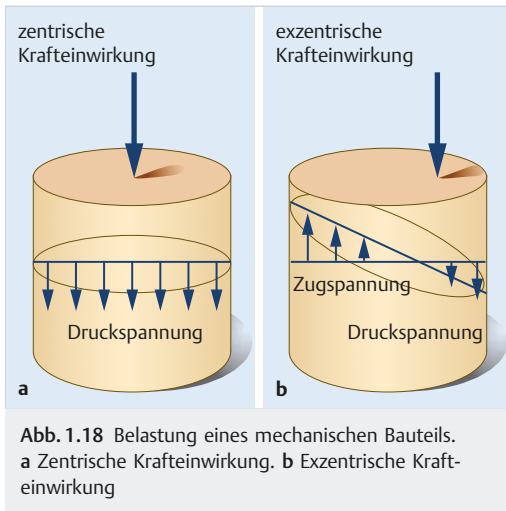 zentrische
Krafteinwirkung
Druckspannung
a
exzentrische
Krafteinwirkung
Zugspannung
Druckspannung
b
Abb. 1.18 Belastung eines mechanischen Bauteils.
a Zentrische Krafteinwirkung. b Exzentrische Kraft-
einwirkung